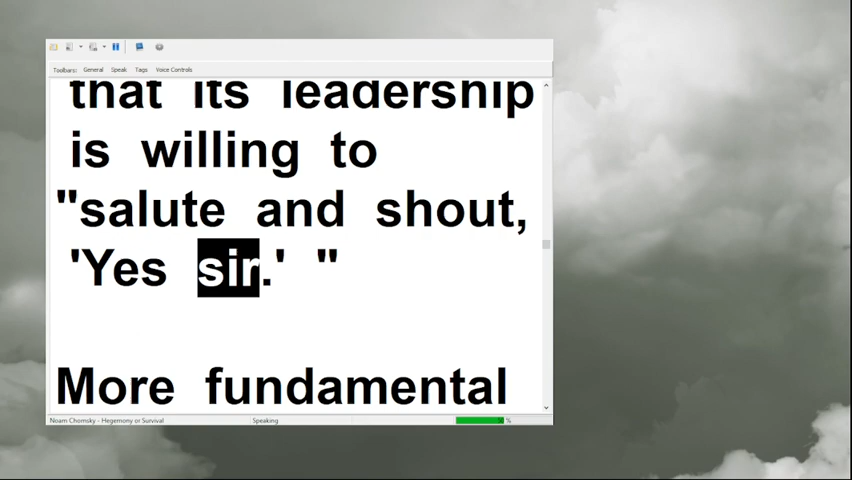 Toolbars: General Speak Tags Voice Controls
that its leadership
is willing to
"salute and shout,
'Yes sir.' "
More fundamental
Noam Chomsky - Hegemony or Survival Speaking %